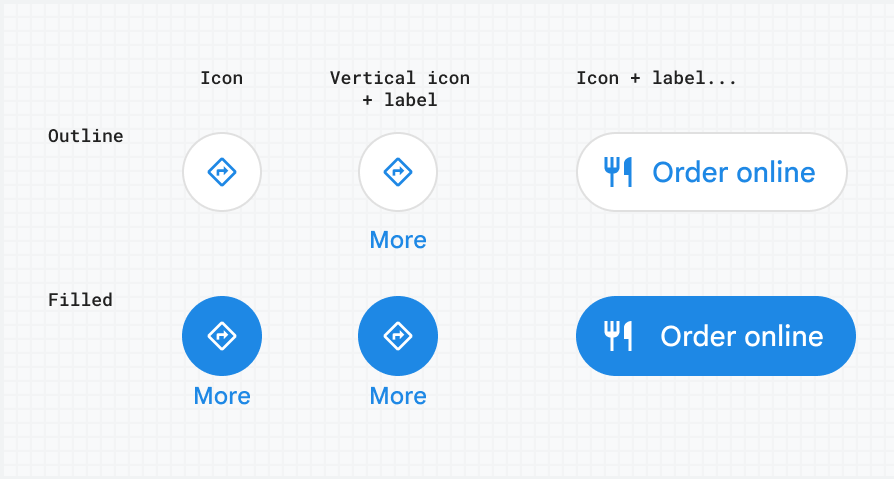 Icon
Vertical icon
+ label
Icon + label...
Outline
Order online
More
Filled
Order online
More
More